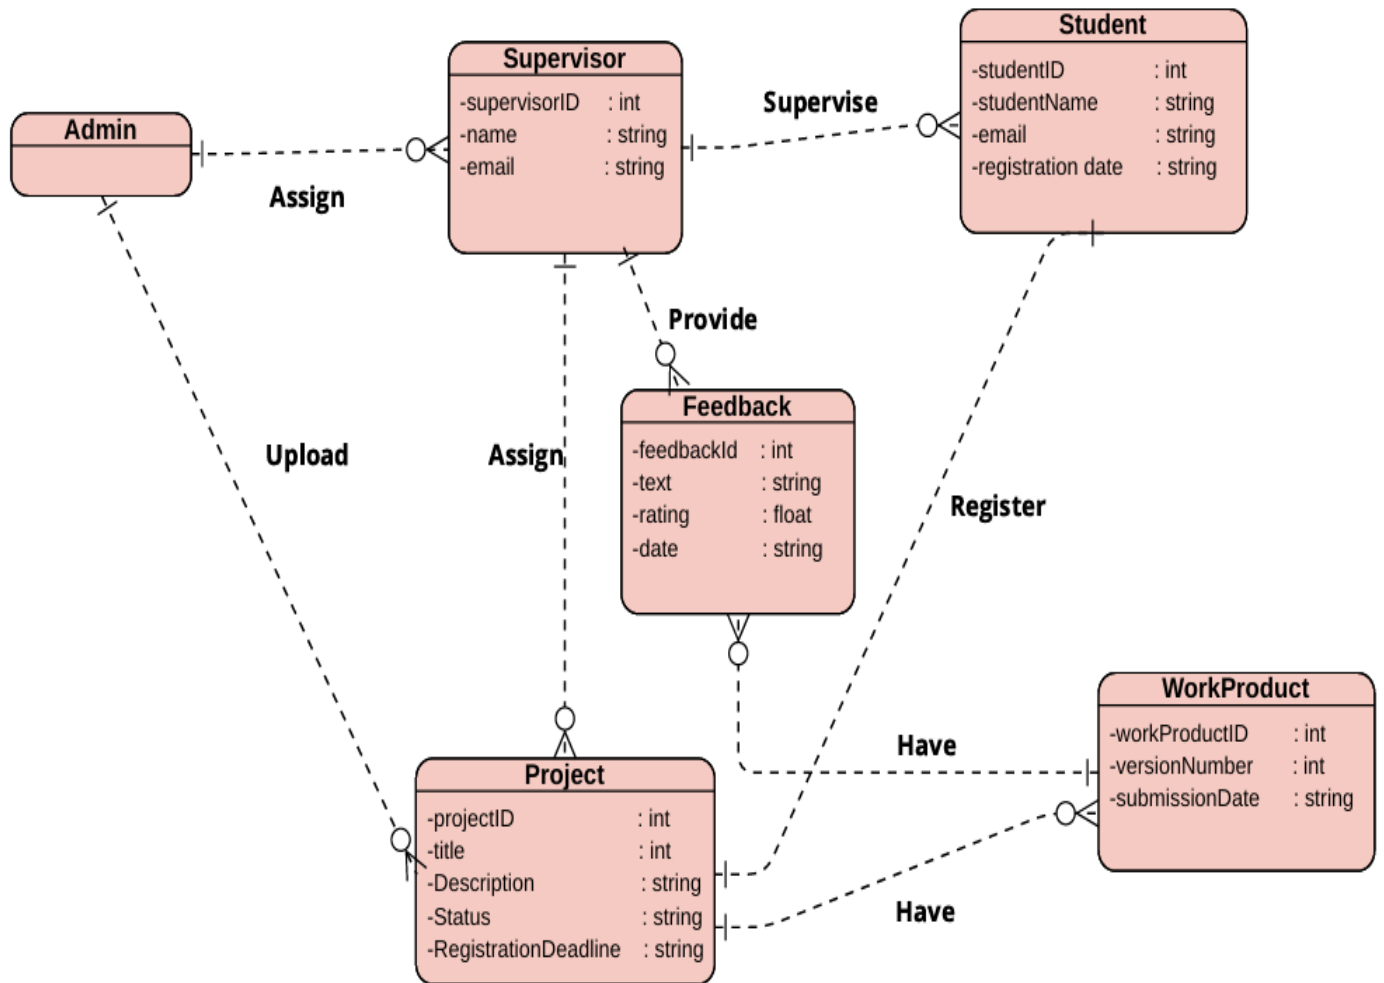 Student
-studentID : int
-studentName : string
-email : string
-registration date : string
Supervisor
-supervisorID : int
-name : string
-email : string
Supervise
Admin
Assign
Provide
Feedback
-feedbackId : int
-text : string
-rating : float
-date : string
Upload
Assign
Register
WorkProduct
-workProductID : int
-versionNumber : int
-submissionDate : string
Have
Project
-projectID : int
-title : int
-Description : string
-Status : string
-RegistrationDeadline : string
Have